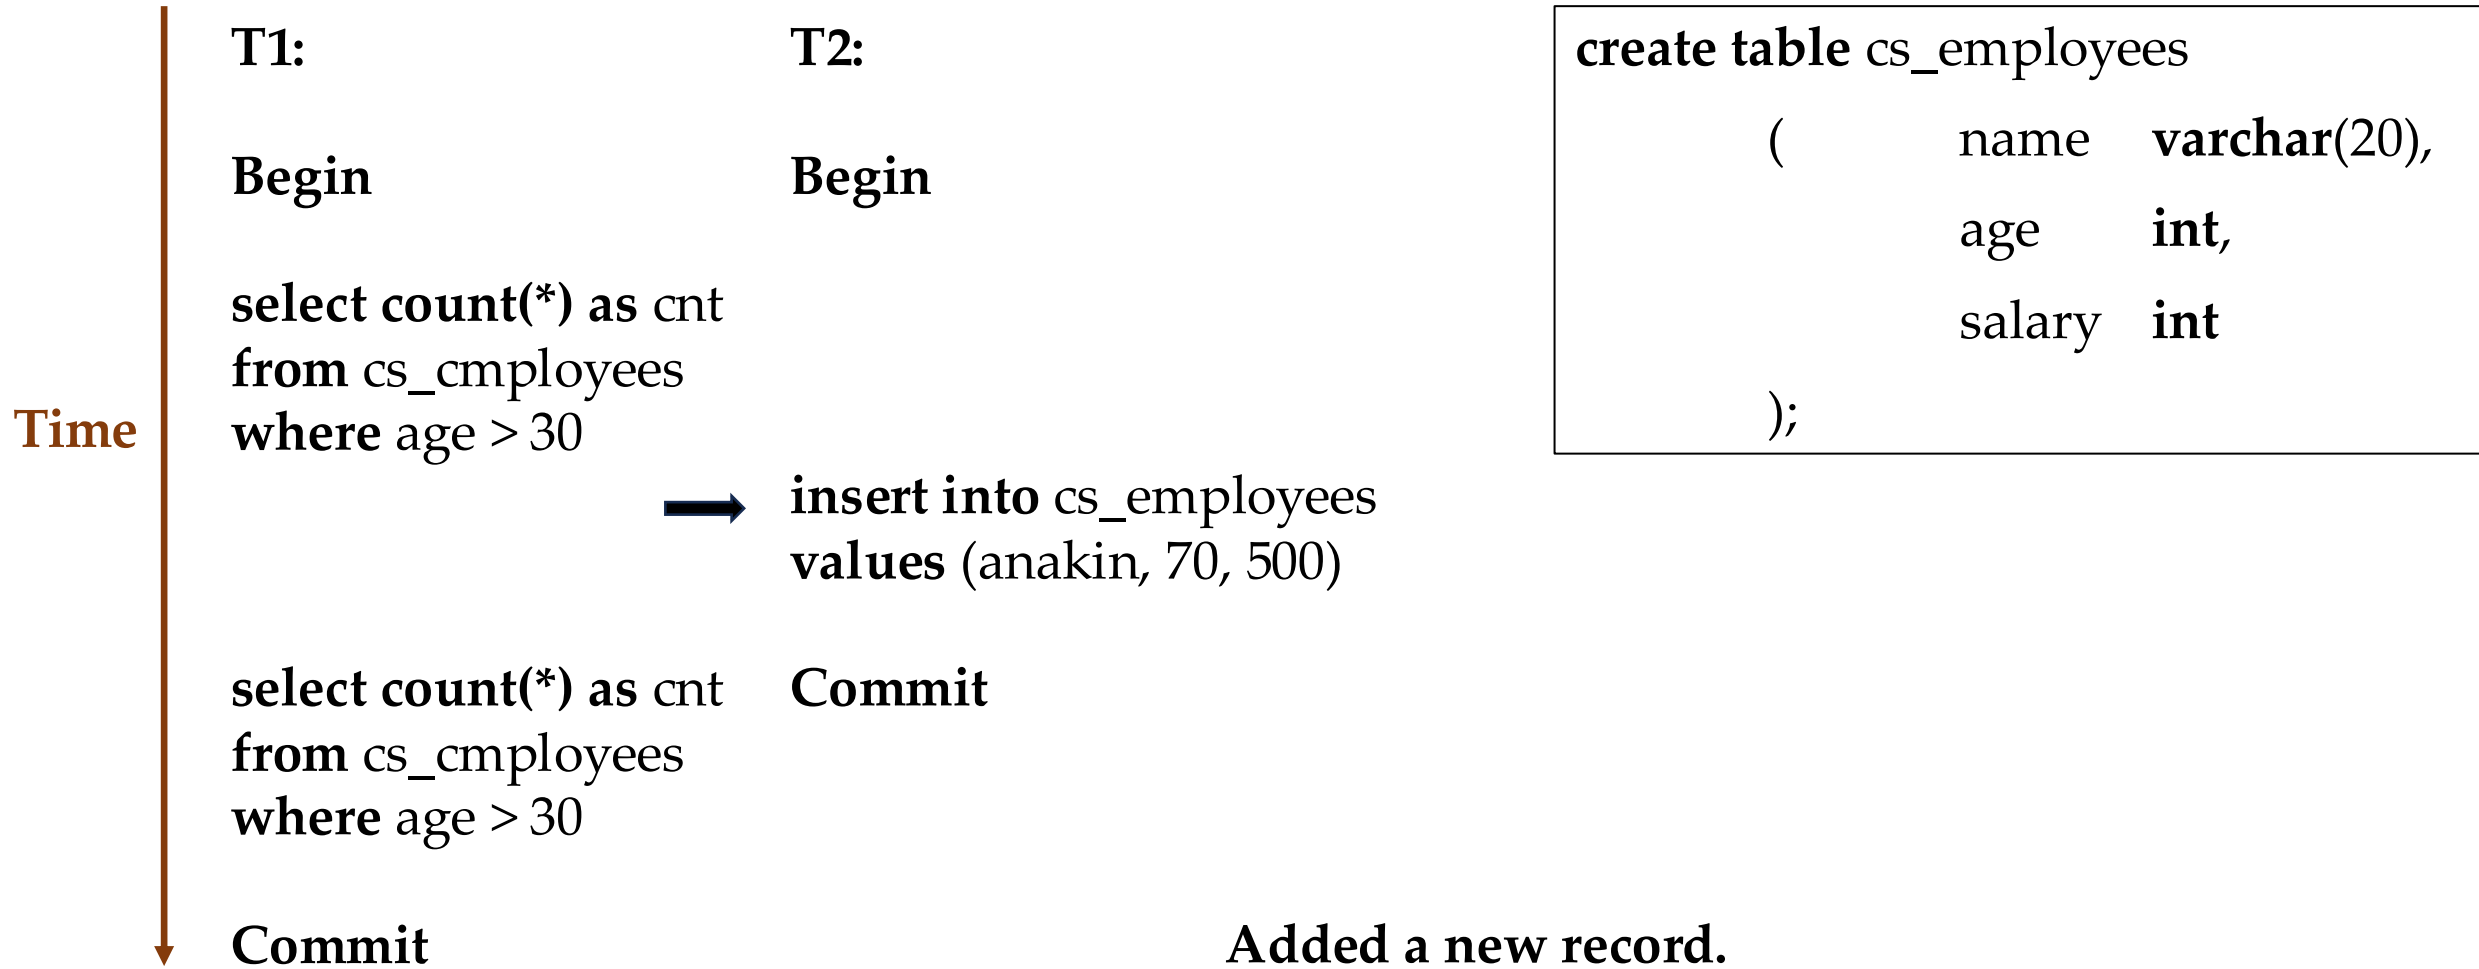 T1:
Begin
select count(*) as cnt
from cs_cmployees
where age > 30
select count(*) as cnt
from cs_cmployees
where age > 30
Commit
T2:
Begin
insert into cs_employees
values (anakin, 70, 500)
Commit
create table cs_employees
( name varchar(20),
age int,
salary int
);
Time
Added a new record.